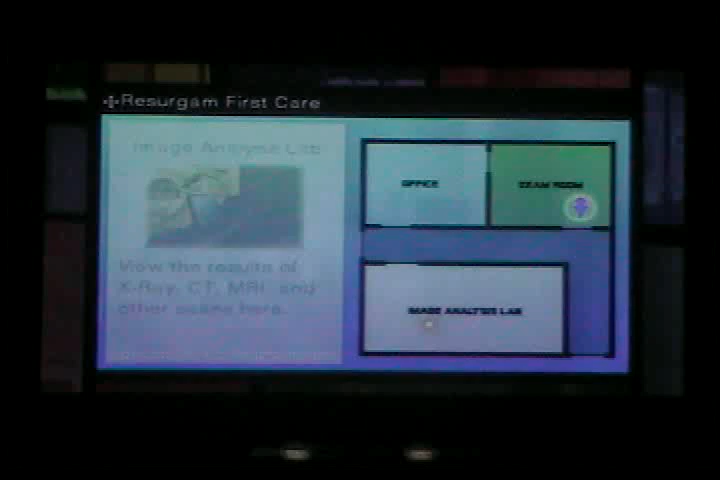 Resurgam First Care
Image Analysis Lab
View the results of
X-Ray, CT, MRI, and
other scans here.
OFFICE
EXAM ROOM
IMAGE ANALYSIS LAB